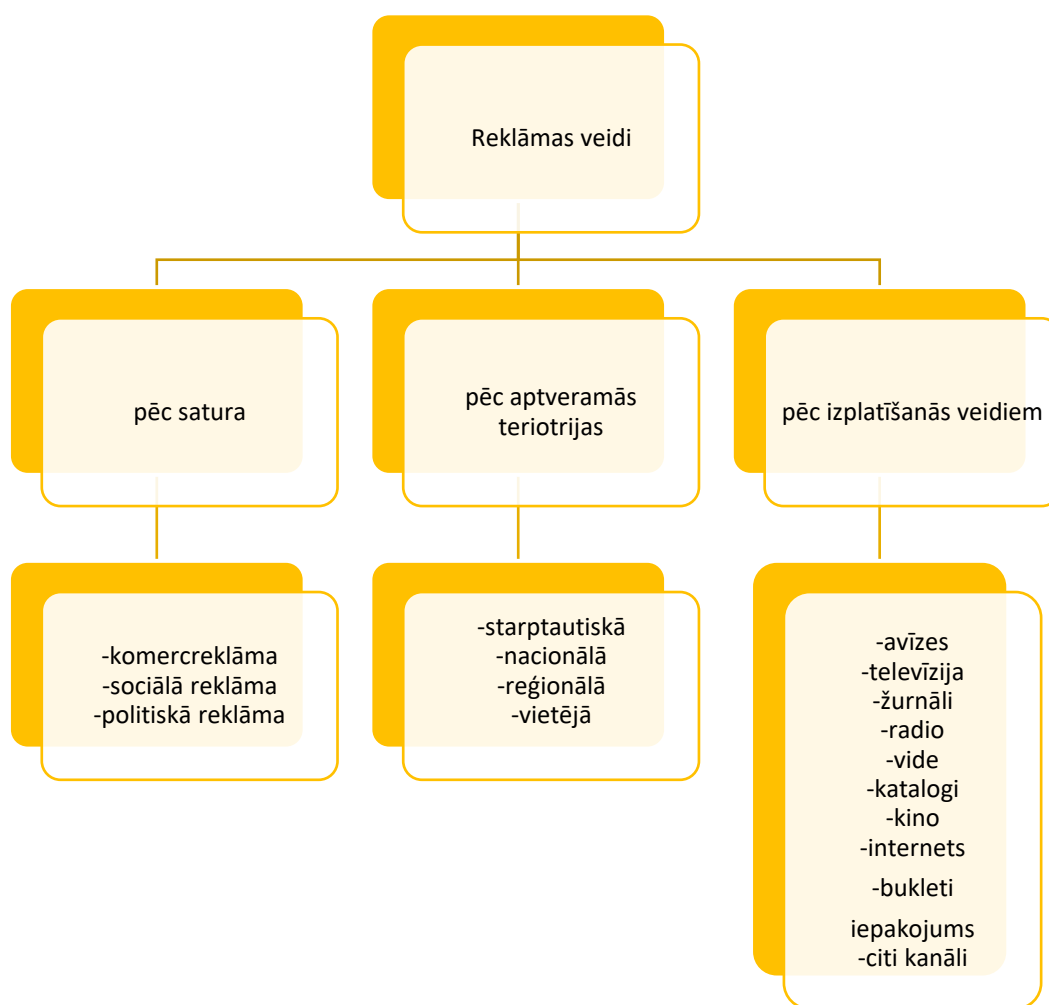 Reklāmas veidi
pēc satura
pēc aptveramās
teriotrijas
pēc izplatīšanās veidiem
-komercreklāma
-sociālā reklāma
-politiskā reklāma
-starptautiskā
-nacionālā
-reģionālā
-vietējā
-avīzes
-televīzija
-žurnāli
-radio
-vide
-katalogi
-kino
-internets
-bukleti
iepakojums
-citi kanāli